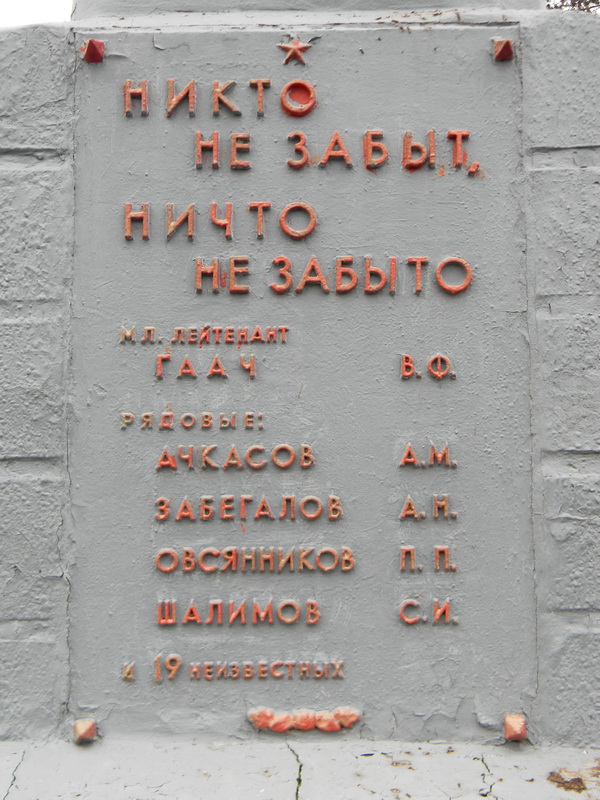 НИКТО
НЕ ЗАБЫТ,
НИЧТО
НЕ ЗАБЫТО
МЛ. ЛЕЙТЕНАНТ
ГААЧ В.Ф.
РЯДОВЫЕ:
АЧКАСОВ А.М.
ЗАБЕГАЛОВ А.Н.
ОВСЯННИКОВ П.П.
ШАЛИМОВ С.И.
И 19 НЕИЗВЕСТНЫХ